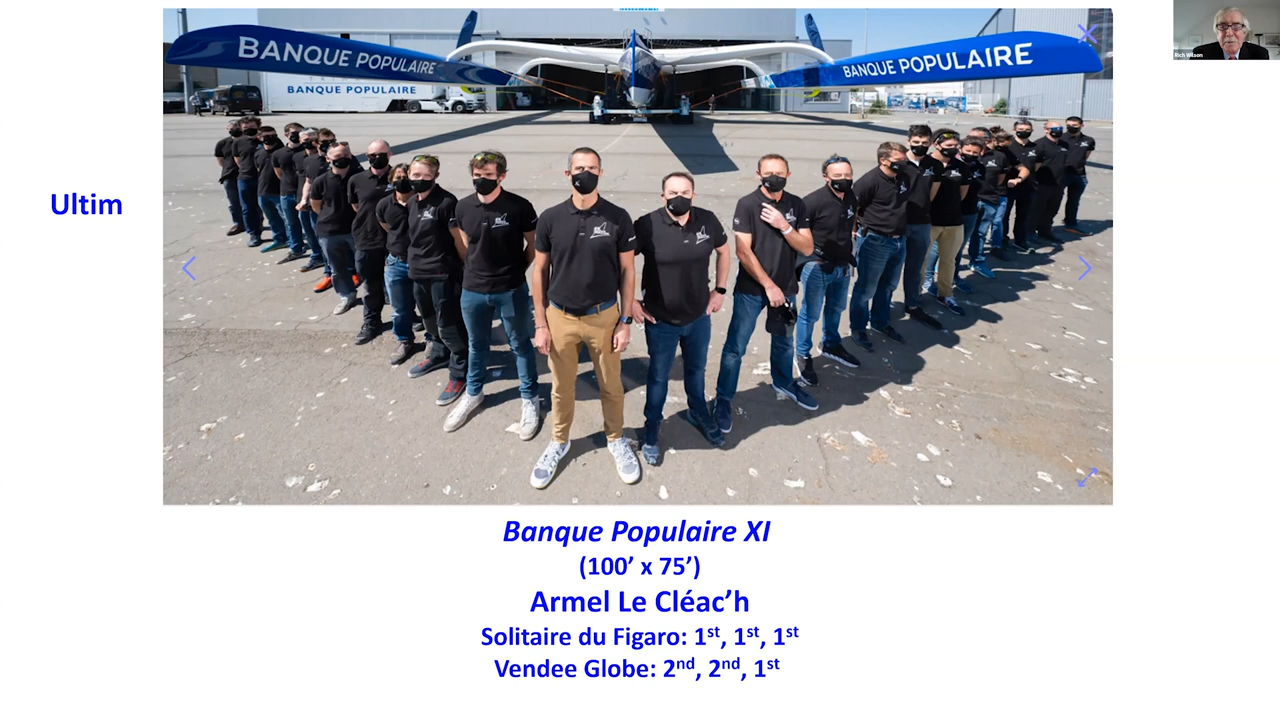 BANQUE POPULAIRE
BANQUE POPULAIRE
BANQUE POPULAIRE
Rich Wilson
Ultim
Banque Populaire XI
(100’ x 75’)
Armel Le Cléac’h
Solitaire du Figaro: 1st, 1st, 1st
Vendee Globe: 2nd, 2nd, 1st